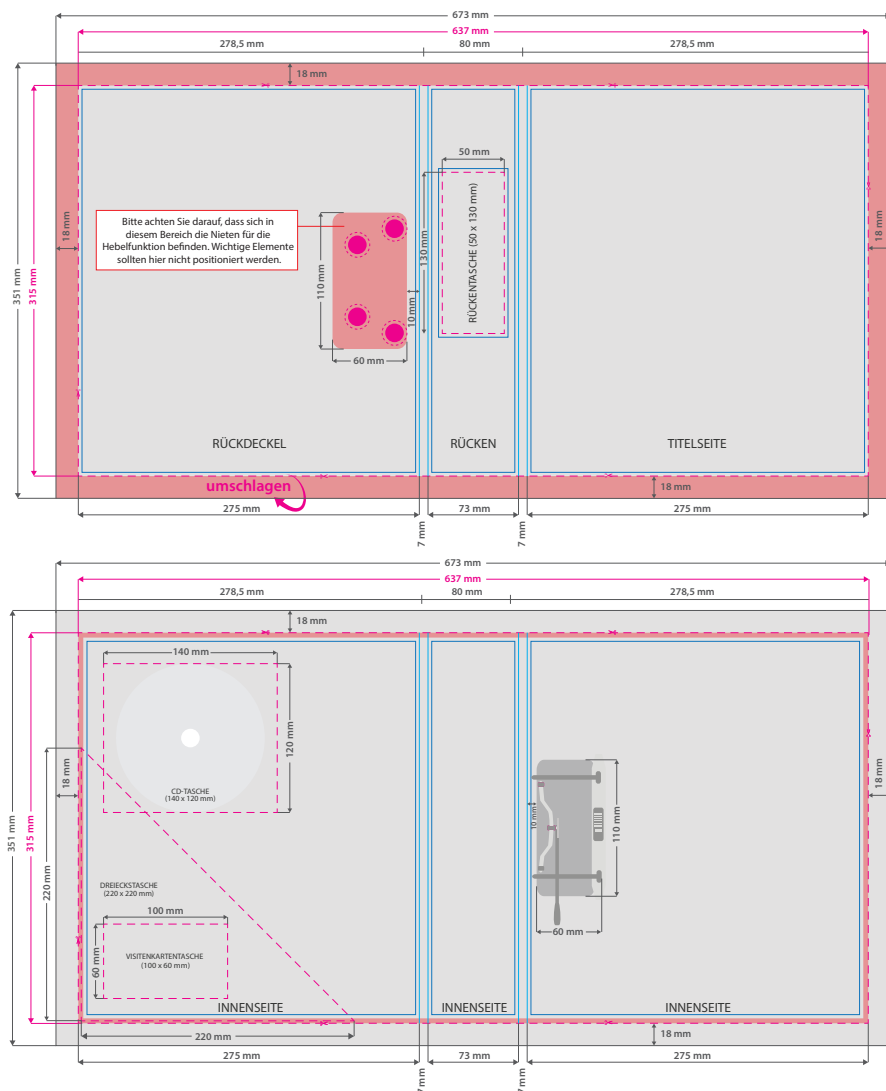 673 mm
637 mm
278,5 mm
80 mm
278,5 mm
18 mm
50 mm
RÜCKENTASCHE (50 x 130 mm)
130 mm
Bitte achten Sie darauf, dass sich in
diesem Bereich die Nieten für die
Hebelfunktion befinden. Wichtige Elemente
sollten hier nicht positioniert werden.
18 mm
18 mm
351 mm
315 mm
110 mm
10 mm
60 mm
RÜCKDECKEL
RÜCKEN
TITELSEITE
umschlagen
18 mm
275 mm
73 mm
275 mm
7 mm
7 mm
673 mm
637 mm
278,5 mm
80 mm
278,5 mm
18 mm
140 mm
120 mm
CD-TASCHE
(140 x 120 mm)
18 mm
18 mm
351 mm
315 mm
220 mm
10 mm
110 mm
60 mm
DREIECKSTASCHE
(220 x 220 mm)
100 mm
60 mm
VISITENKARTENTASCHE
(100 x 60 mm)
INNENSEITE
INNENSEITE
INNENSEITE
220 mm
18 mm
275 mm
73 mm
275 mm
7 mm
7 mm